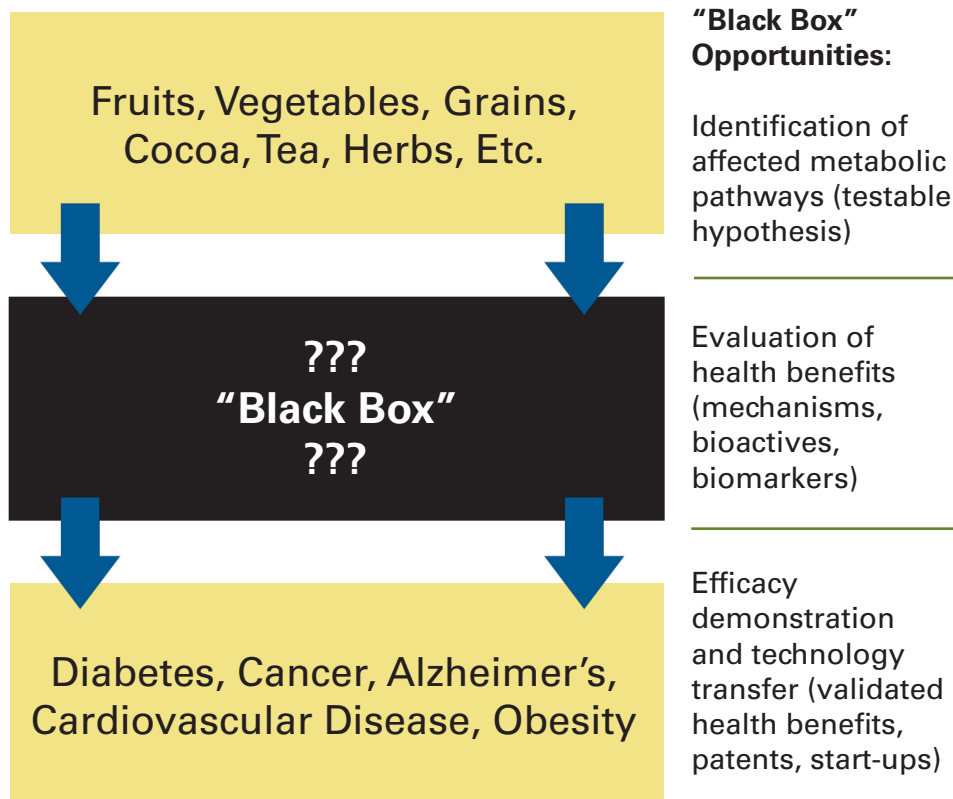 Fruits, Vegetables, Grains,
Cocoa, Tea, Herbs, Etc.
???
“Black Box”
???
Diabetes, Cancer, Alzheimer’s,
Cardiovascular Disease, Obesity
“Black Box”
Opportunities:
Identification of
affected metabolic
pathways (testable
hypothesis)
Evaluation of
health benefits
(mechanisms,
bioactives,
biomarkers)
Efficacy
demonstration
and technology
transfer (validated
health benefits,
patents, start-ups)